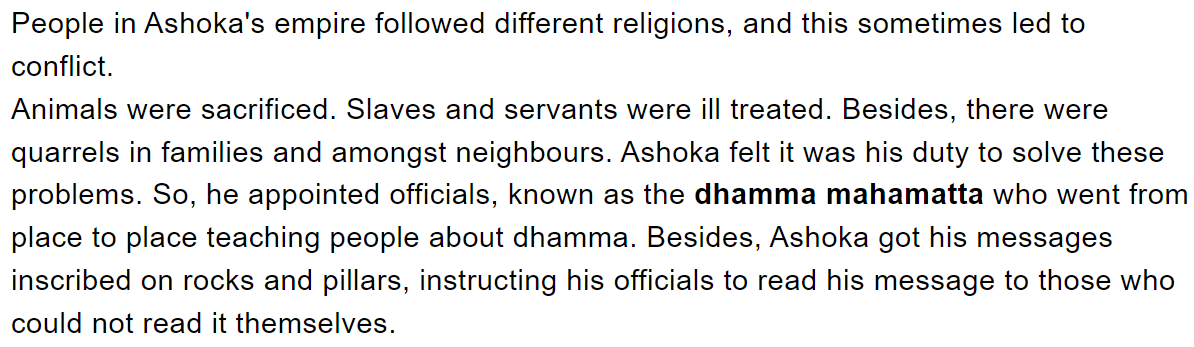 People in Ashoka's empire followed different religions, and this sometimes led to
conflict.
Animals were sacrificed. Slaves and servants were ill treated. Besides, there were
quarrels in families and amongst neighbours. Ashoka felt it was his duty to solve these
problems. So, he appointed officials, known as the dhamma mahamatta who went from
place to place teaching people about dhamma. Besides, Ashoka got his messages
inscribed on rocks and pillars, instructing his officials to read his message to those who
could not read it themselves.